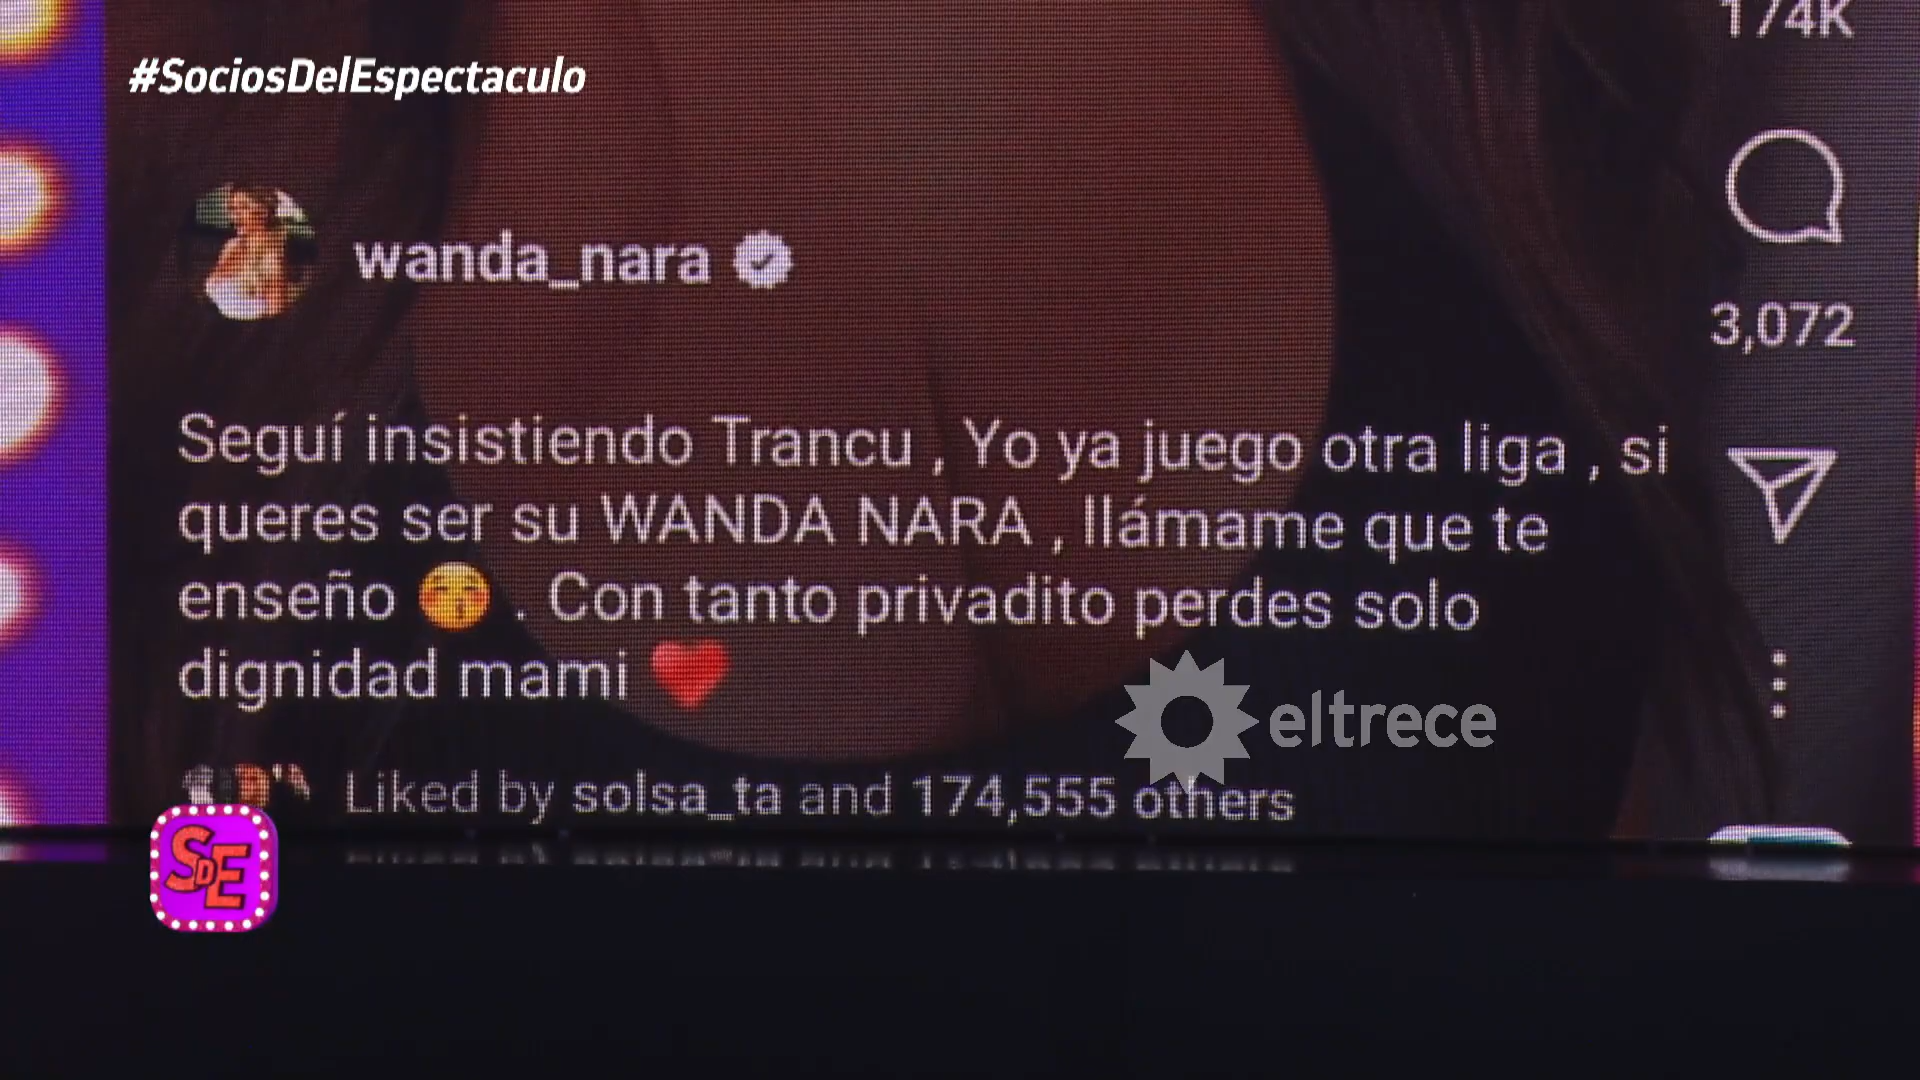 174K
#SociosDelEspectaculo
wanda_nara
3,072
Seguí insistiendo Trancu , Yo ya juego otra liga , si
queres ser su WANDA NARA , llámame que te
enseño 😚 . Con tanto privadito perdes solo
dignidad mami ❤️
eltrece
Liked by solsa_ta and 174,555 others
SDE